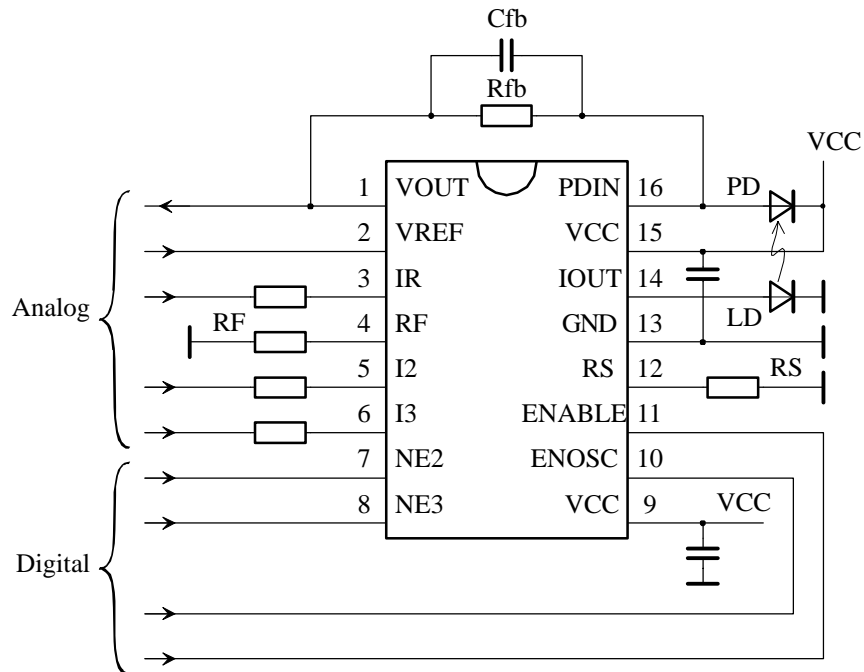 Cfb
Rfb
VCC
1 VOUT PDIN 16 PD
2 VREF VCC 15
3 IR IOUT 14
Analog
RF 4 RF GND 13 LD
5 I2 RS 12 RS
6 I3 ENABLE 11
7 NE2 ENOSC 10
8 NE3 VCC 9 VCC
Digital